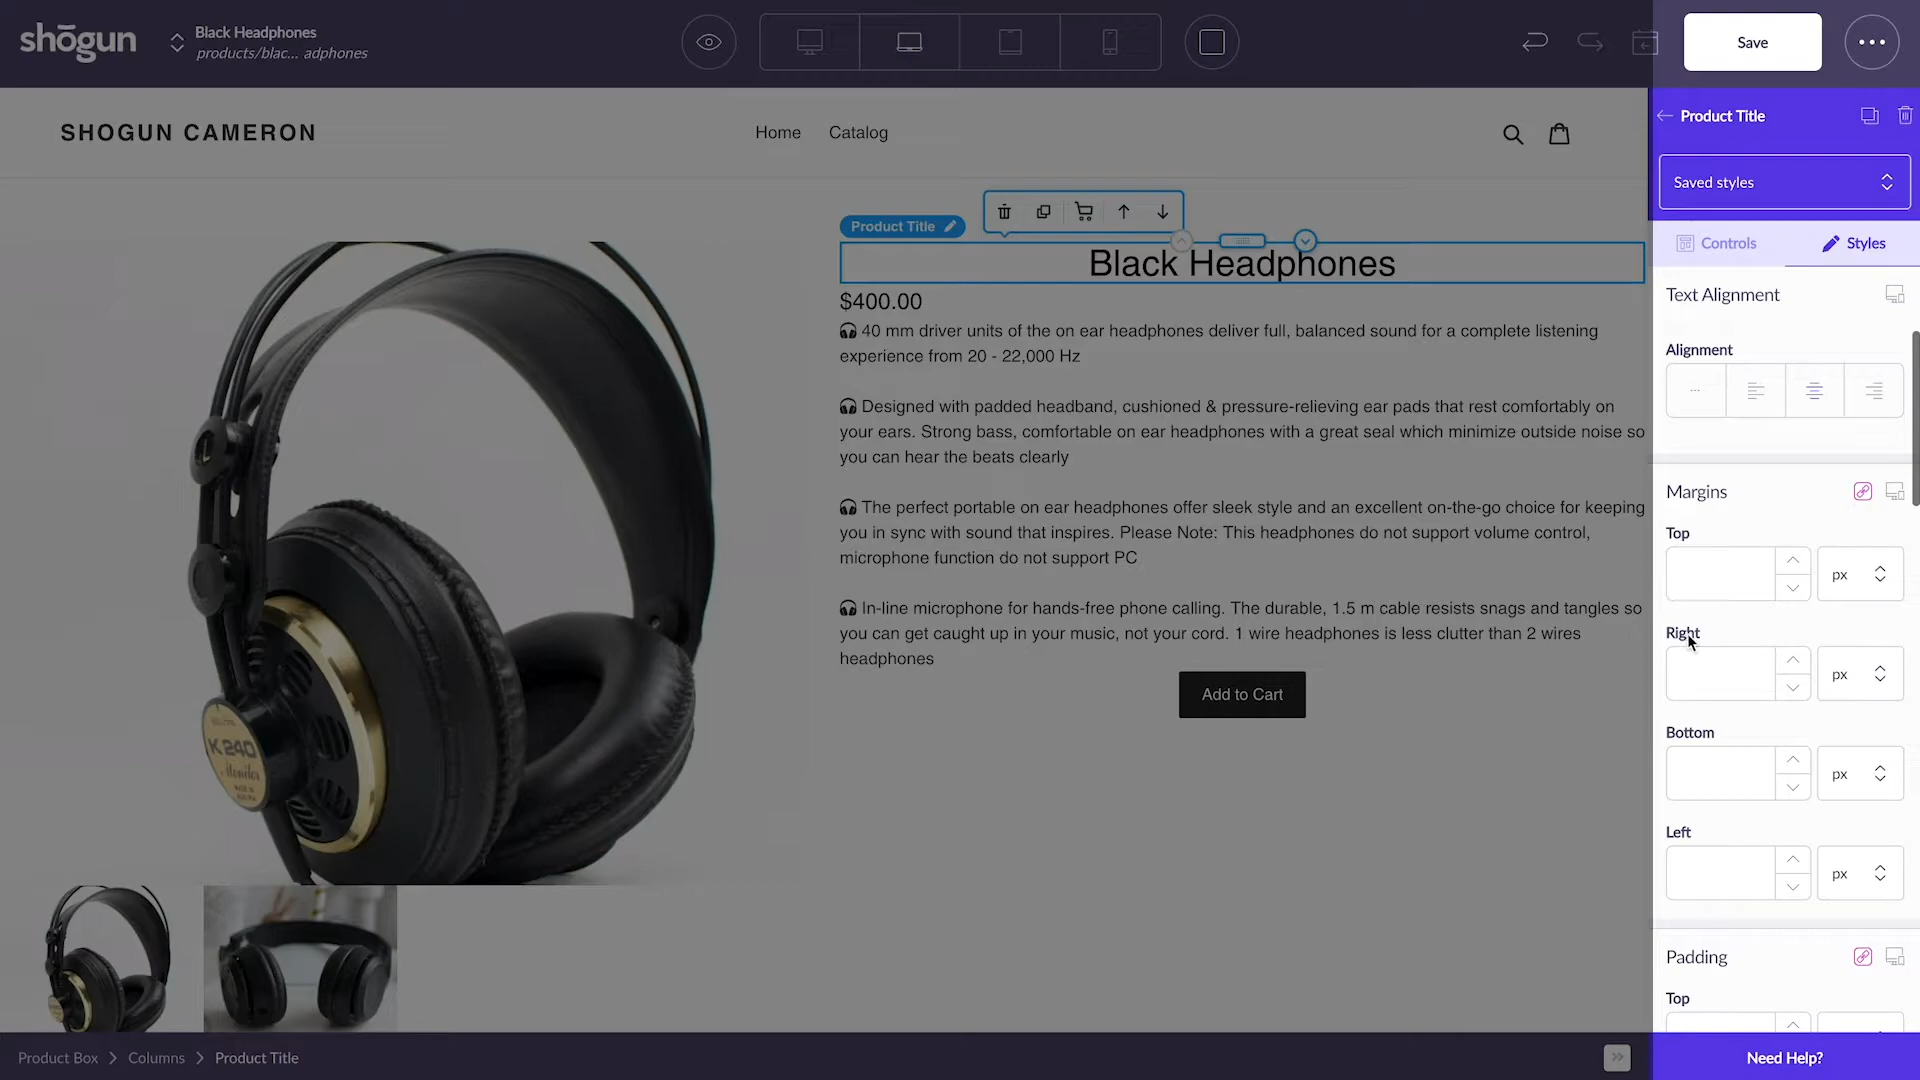 shōgun
Black Headphones
products/blac... adphones
Save
SHOGUN CAMERON
Home
Catalog
Product Title
Black Headphones
$400.00
🎧 40 mm driver units of the on ear headphones deliver full, balanced sound for a complete listening
experience from 20 - 22,000 Hz
🎧 Designed with padded headband, cushioned & pressure-relieving ear pads that rest comfortably on
your ears. Strong bass, comfortable on ear headphones with a great seal which minimize outside noise so
you can hear the beats clearly
🎧 The perfect portable on ear headphones offer sleek style and an excellent on-the-go choice for keeping
you in sync with sound that inspires. Please Note: This headphones do not support volume control,
microphone function do not support PC
🎧 In-line microphone for hands-free phone calling. The durable, 1.5 m cable resists snags and tangles so
you can get caught up in your music, not your cord. 1 wire headphones is less clutter than 2 wires
headphones
Add to Cart
K 240
Monitor
Product Title
Saved styles
Controls
Styles
Text Alignment
Alignment
...
Margins
Top
px
Right
px
Bottom
px
Left
px
Padding
Top
Product Box > Columns > Product Title
Need Help?